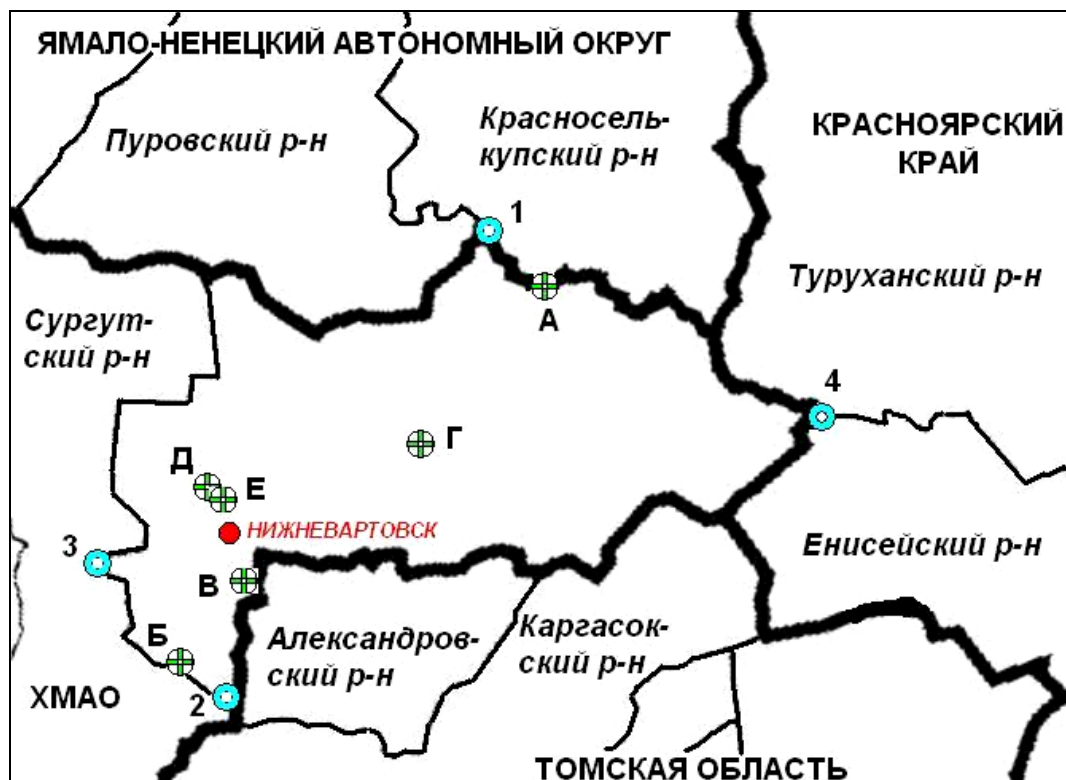 ЯМАЛО-НЕНЕЦКИЙ АВТОНОМНЫЙ ОКРУГ
Пуровский р-н
Красносель-
купский р-н
КРАСНОЯРСКИЙ
КРАЙ
1
Туруханский р-н
А
Сургут-
ский р-н
4
Г
Д
Е
НИЖНЕВАРТОВСК
3
Енисейский р-н
В
Б
Александров-
ский р-н
Каргасок-
ский р-н
ХМАО
2
ТОМСКАЯ ОБЛАСТЬ